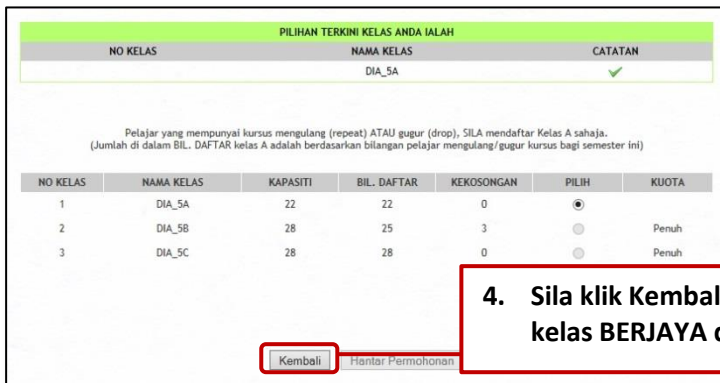 PILIHAN TERKINI KELAS ANDA IALAH
NO KELAS NAMA KELAS CATATAN
DIA_5A
Pelajar yang mempunyai kursus mengulang (repeat) ATAU gugur (drop), SILA mendaftar Kelas A sahaja.
(Jumlah di dalam BIL. DAFTAR kelas A adalah berdasarkan bilangan pelajar mengulang/gugur kursus bagi semester ini)
NO KELAS NAMA KELAS KAPASITI BIL. DAFTAR KEKOSONGAN PILIH KUOTA
1 DIA_5A 22 22 0
2 DIA_5B 28 25 3 Penuh
3 DIA_5C 28 28 0 Penuh
4. Sila klik Kembal
kelas BERJAYA
Kembali Hantar Permohonan